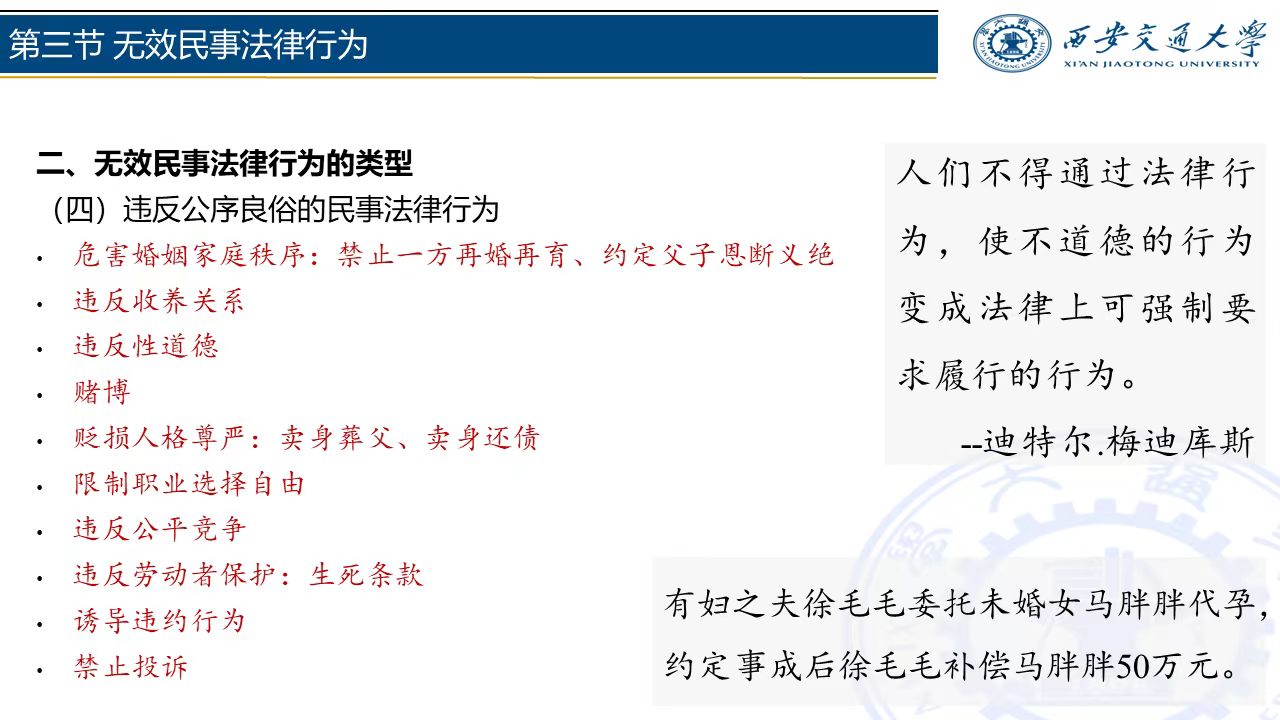 第三节 无效民事法律行为
西安交通大学
XI'AN JIAOTONG UNIVERSITY
二、无效民事法律行为的类型
（四）违反公序良俗的民事法律行为
• 危害婚姻家庭秩序：禁止一方再婚再育、约定父子恩断义绝
• 违反收养关系
• 违反性道德
• 赌博
• 贬损人格尊严：卖身葬父、卖身还债
• 限制职业选择自由
• 违反公平竞争
• 违反劳动者保护：生死条款
• 诱导违约行为
• 禁止投诉
人们不得通过法律行
为，使不道德的行为
变成法律上可强制要
求履行的行为。
--迪特尔.梅迪库斯
有妇之夫徐毛毛委托未婚女马胖胖代孕，
约定事成后徐毛毛补偿马胖胖50万元。